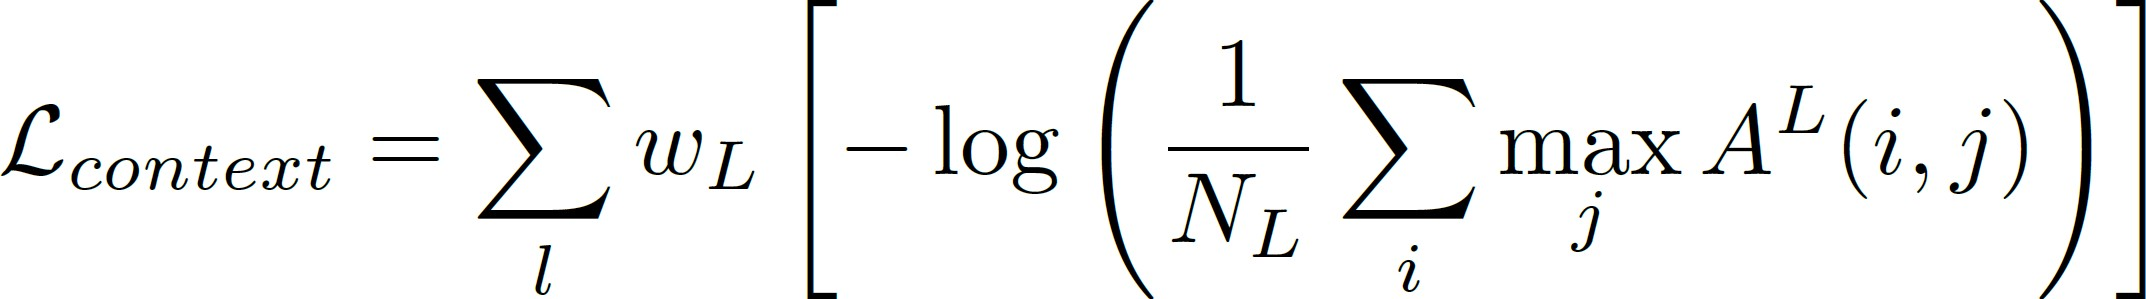 $\mathcal{L}_{context} = \sum_{l} w_L \left[ -\log \left( \frac{1}{N_L} \sum_{i} \max_{j} A^L(i,j) \right) \right]$